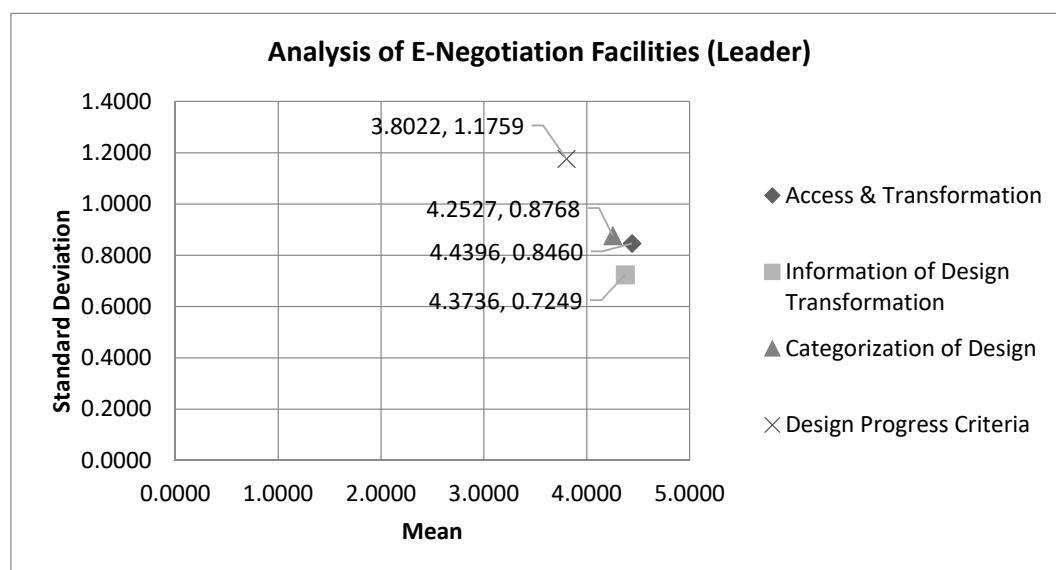 Analysis of E-Negotiation Facilities (Leader)
Standard Deviation
1.4000
1.2000
1.0000
0.8000
0.6000
0.4000
0.2000
0.0000
3.8022, 1.1759
4.2527, 0.8768
4.4396, 0.8460
4.3736, 0.7249
0.0000 1.0000 2.0000 3.0000 4.0000 5.0000
Mean
Access & Transformation
Information of Design
Transformation
Categorization of Design
Design Progress Criteria